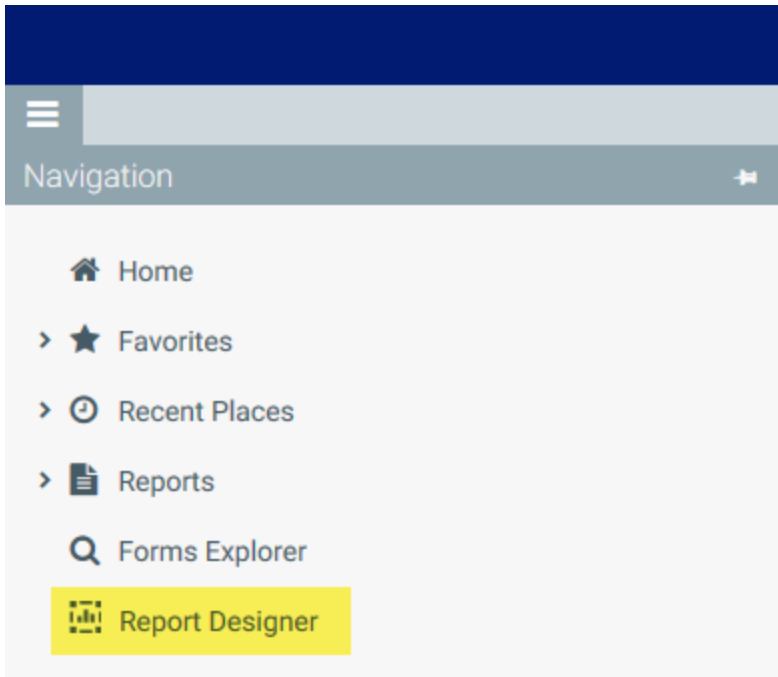 Navigation
Home
Favorites
Recent Places
Reports
Forms Explorer
Report Designer